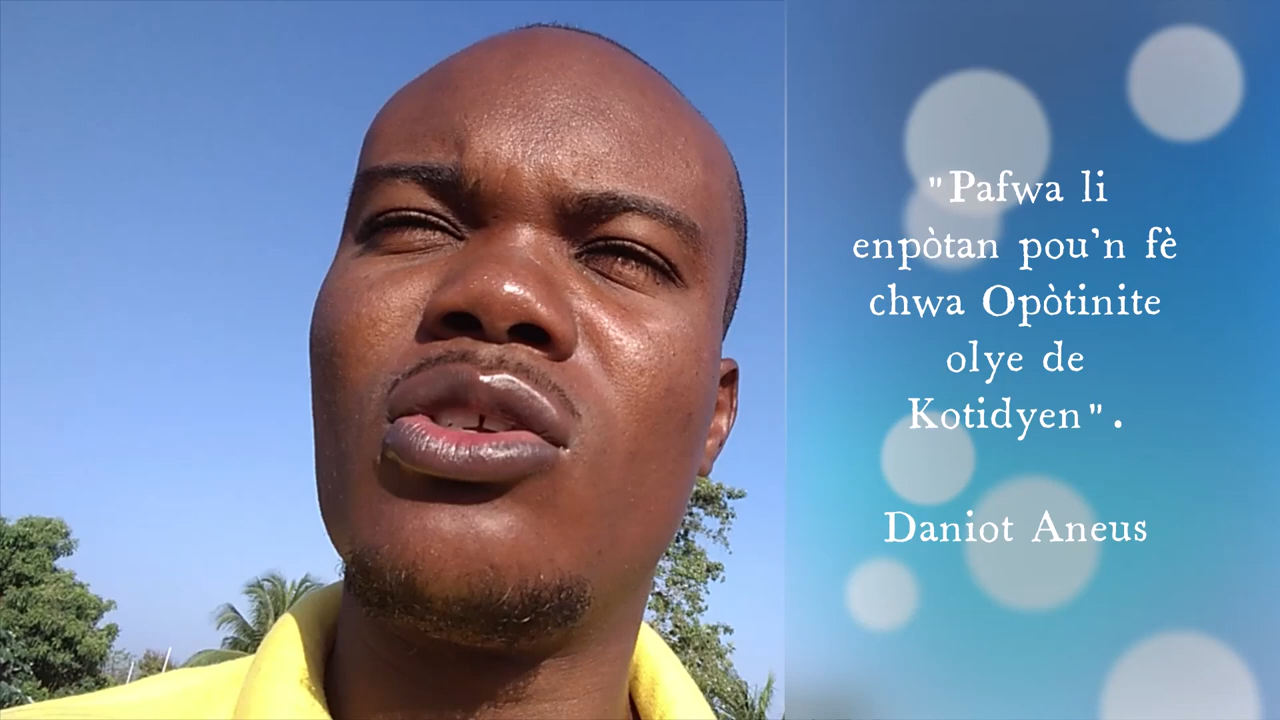 "Pafwa li
enpòtan pou'n fè
chwa Opòtinite
olye de
Kotidyen".
Daniot Aneus